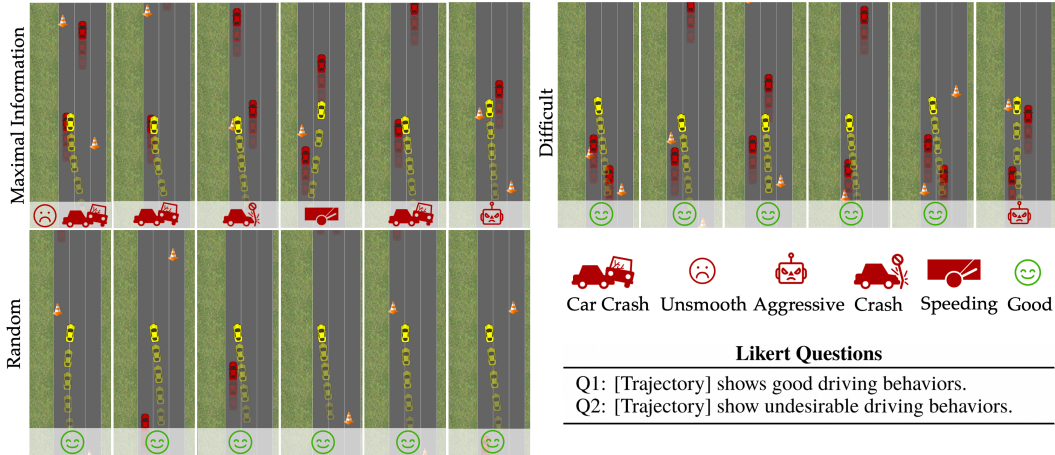 Maximal Information
Difficult
Random
Car Crash Unsmooth Aggressive Crash Speeding Good
Likert Questions
Q1: [Trajectory] shows good driving behaviors.
Q2: [Trajectory] show undesirable driving behaviors.